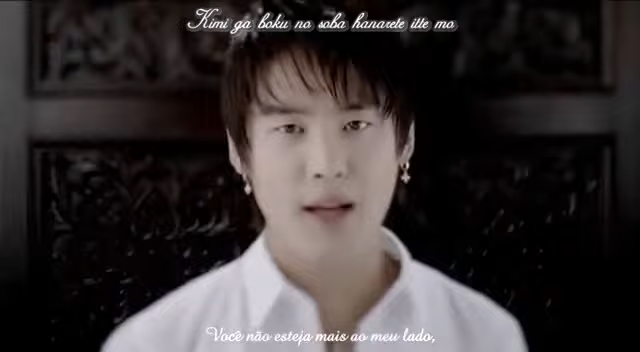 Kimi ga boku no soba hanarete itte mo
Você não esteja mais ao meu lado,